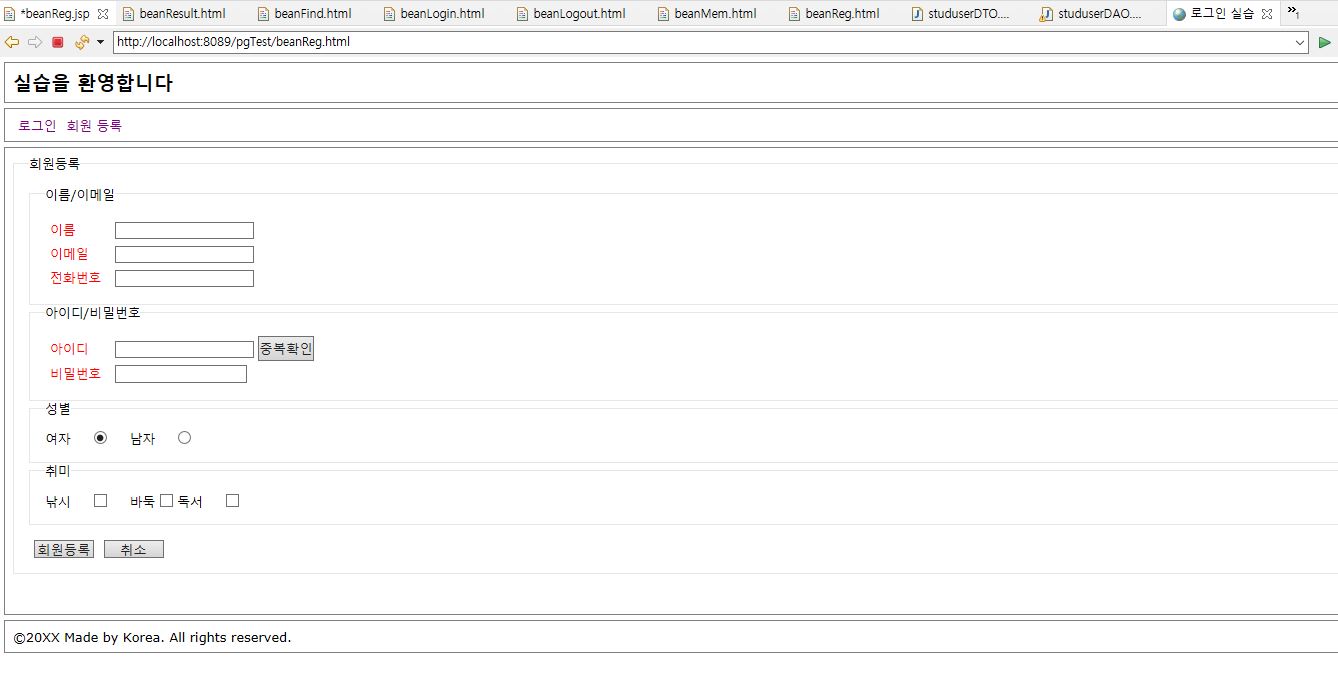 *beanReg.jsp beanResult.html beanFind.html beanLogin.html beanLogout.html beanMem.html beanReg.html studuserDTO.... studuserDAO.... 로그인 실습 »1
http://localhost:8089/pgTest/beanReg.html
실습을 환영합니다
로그인 회원 등록
회원등록
이름/이메일
이름
이메일
전화번호
아이디/비밀번호
아이디 중복확인
비밀번호
성별
여자 남자
취미
낚시 바둑 독서
회원등록 취소
©20XX Made by Korea. All rights reserved.